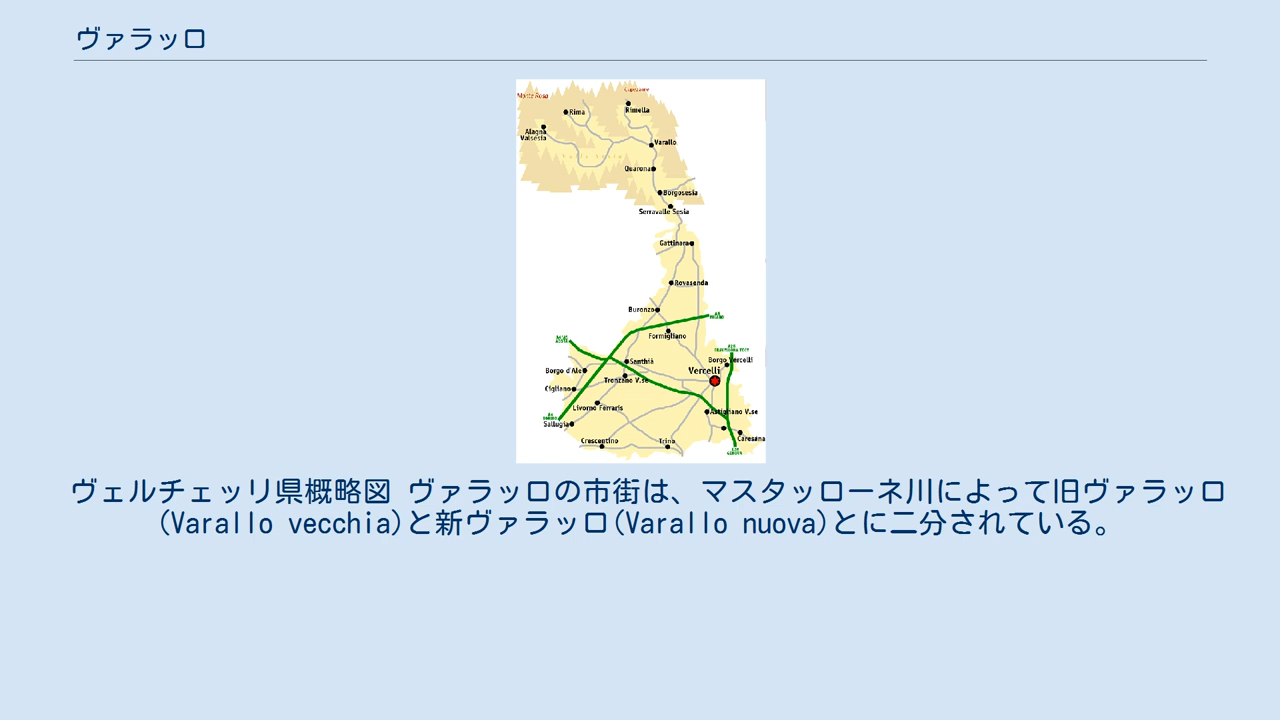 ヴァラッロ
Monte Rosa
Rima
Rimella
Alagna
Valsesia
Varallo
Quarona
Borgosesia
Serravalle Sesia
Gattinara
Rovasenda
Buronzo
Formigliano
Santhià
Borgo Vercelli
Borgo d'Ale
Tronzano V.se
Vercelli
Cigliano
Livorno Ferraris
Asigliano V.se
Saluggia
Crescentino
Trino
Caresana
ヴェルチェッリ県概略図 ヴァラッロの市街は、マスタッローネ川によって旧ヴァラッロ
(Varallo vecchia)と新ヴァラッロ(Varallo nuova)とに二分されている。